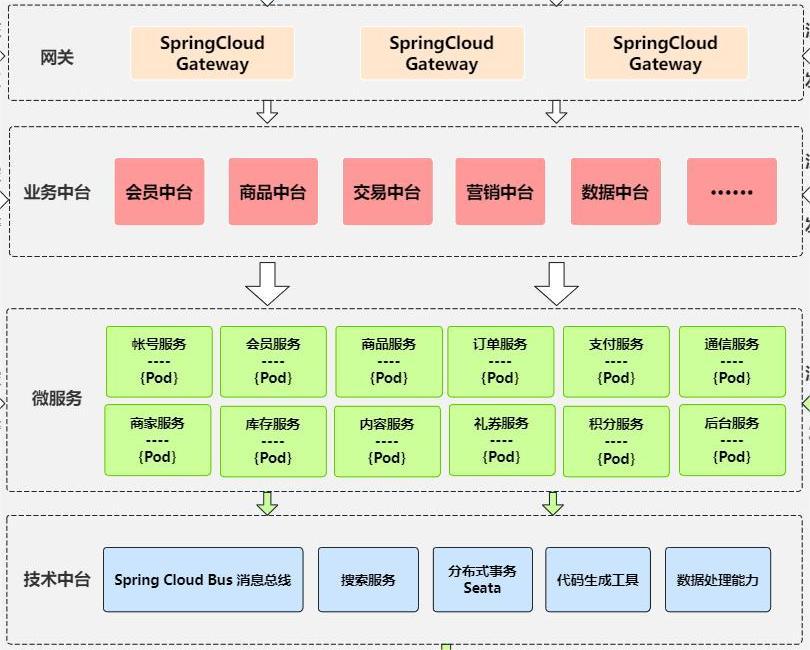 网关
SpringCloud
Gateway
SpringCloud
Gateway
SpringCloud
Gateway
业务中台
会员中台
商品中台
交易中台
营销中台
数据中台
······
微服务
帐号服务
----
{Pod}
会员服务
----
{Pod}
商品服务
----
{Pod}
订单服务
----
{Pod}
支付服务
----
{Pod}
通信服务
----
{Pod}
商家服务
----
{Pod}
库存服务
----
{Pod}
内容服务
----
{Pod}
礼券服务
----
{Pod}
积分服务
----
{Pod}
后台服务
----
{Pod}
技术中台
Spring Cloud Bus 消息总线
搜索服务
分布式事务
Seata
代码生成工具
数据处理能力